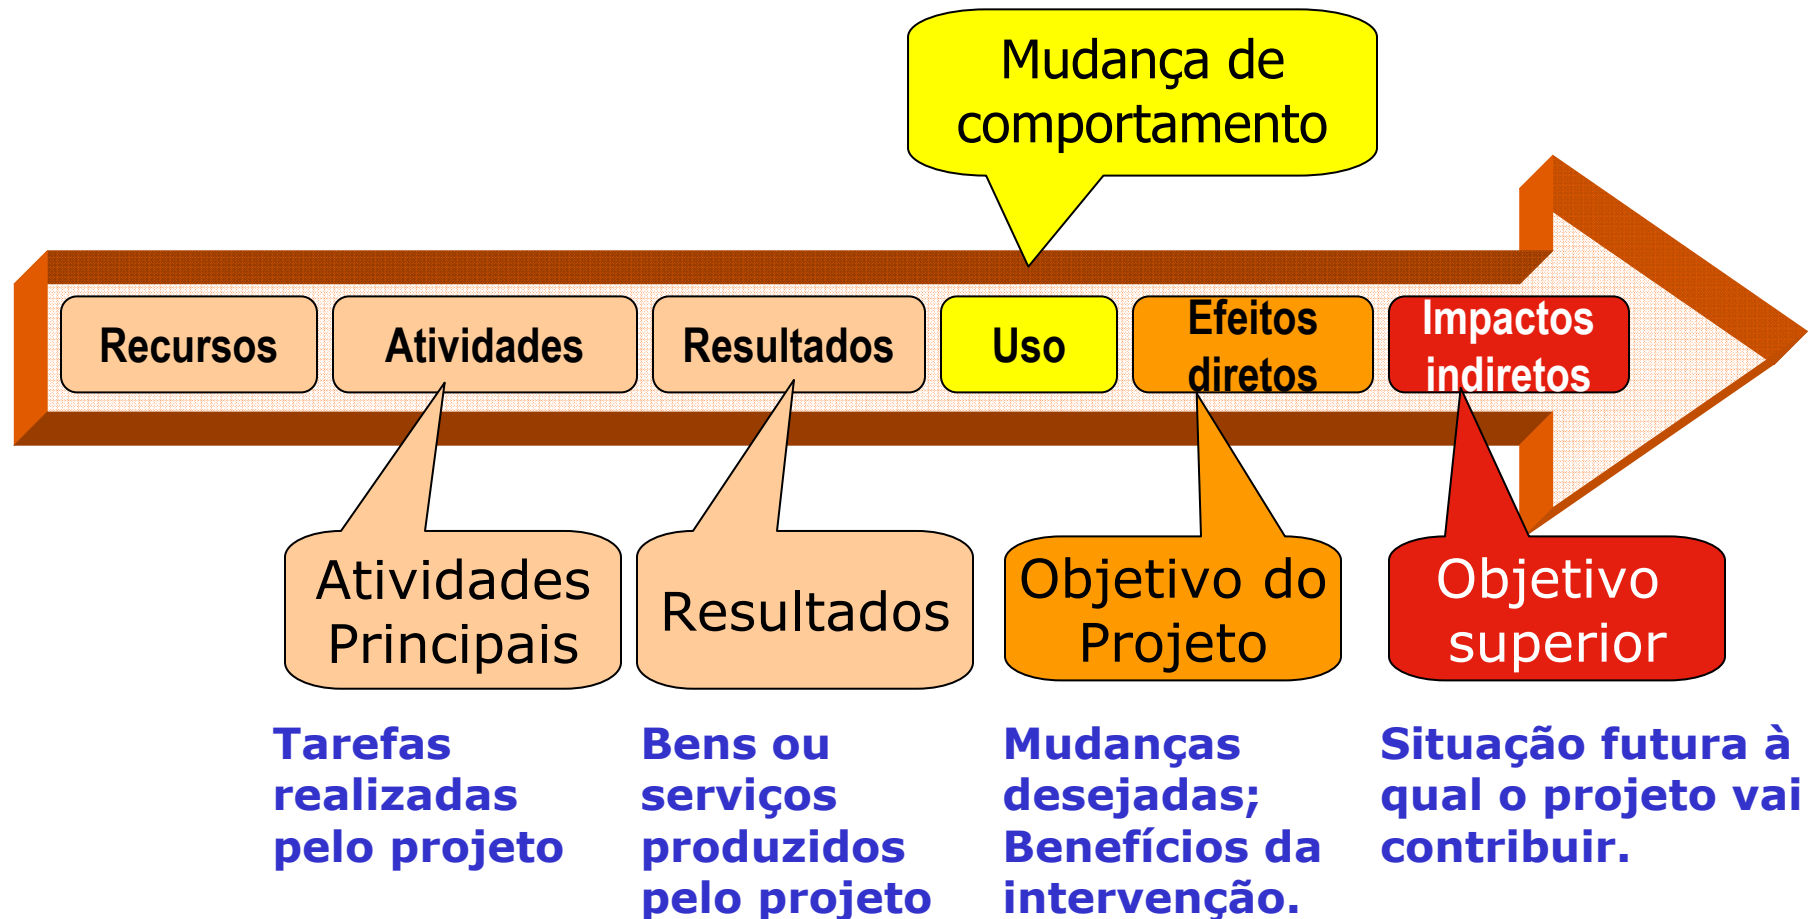 Mudança de
comportamento
Recursos
Atividades
Resultados
Uso
Efeitos
diretos
Impactos
indiretos
Atividades
Principais
Resultados
Objetivo do
Projeto
Objetivo
superior
Tarefas
realizadas
pelo projeto
Bens ou
serviços
produzidos
pelo projeto
Mudanças
desejadas;
Benefícios da
intervenção.
Situação futura à
qual o projeto vai
contribuir.